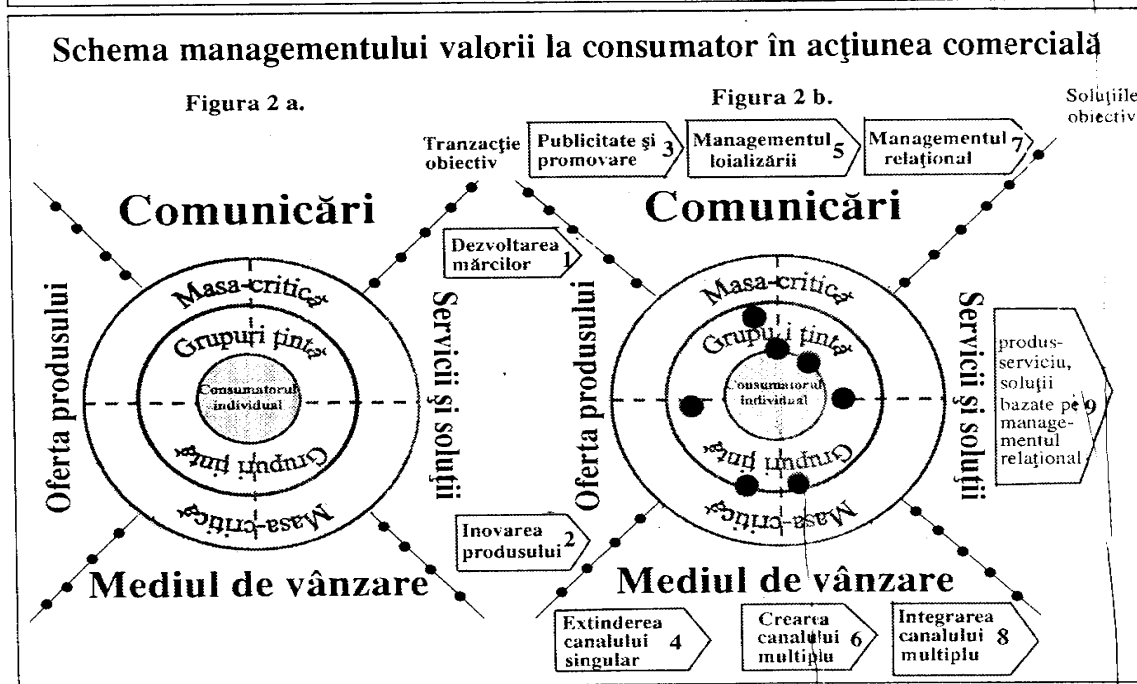 Schema managementului valorii la consumator în acţiunea comercială
Figura 2 a.
Tranzacţie
obiectiv
Comunicări
Oferta produsului
Servicii şi soluţii
Masa-critică
Grupuri ţintă
Consumatorul
individual
Grupuri ţintă
Masa-critică
Mediul de vânzare
Figura 2 b.
Soluţiile
obiectiv
Publicitate şi
promovare 3
Managementul
loializării 5
Managementul
relaţional 7
Comunicări
Dezvoltarea
mărcilor 1
Oferta produsului
Servicii şi soluţii
Masa-critică
Grupuri ţintă
Consumatorul
individual
Grupuri ţintă
Masa-critică
produs-
serviciu,
soluţii
bazate pe 9
manage-
mentul
relaţional
Inovarea
produsului 2
Mediul de vânzare
Extinderea
canalului 4
singular
Crearea
canalului 6
multiplu
Integrarea
canalului 8
multiplu